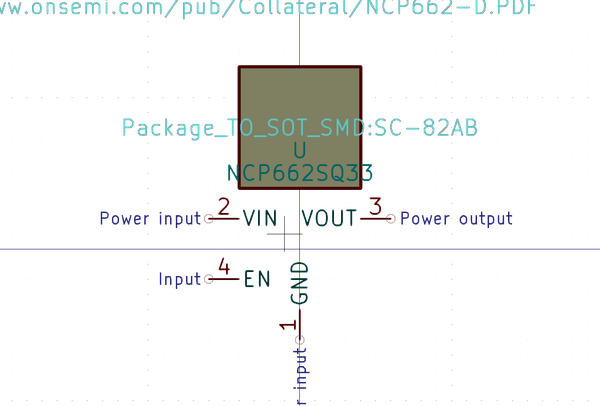 w.onsemi.com/pub/Collateral/NCP662-D.PDF
Package_TO_SOT_SMD:SC-82AB
U
NCP662SQ33
Power input 2 VIN VOUT 3 Power output
Input 4 EN
GND
1
r input